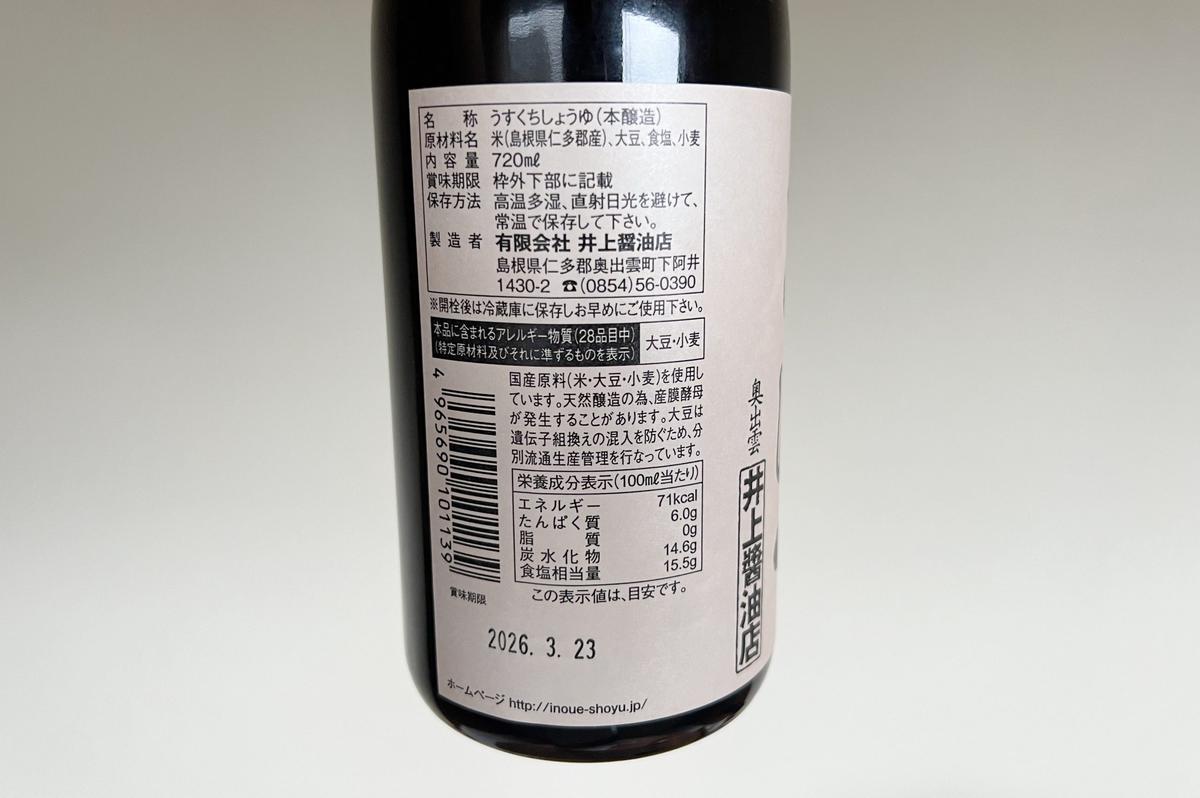 名称 うすくちしょうゆ(本醸造)
原材料名 米(島根県仁多郡産)、大豆、食塩、小麦
内容量 720㎖
賞味期限 枠外下部に記載
保存方法 高温多湿、直射日光を避けて、
常温で保存して下さい。
製造者 有限会社 井上醤油店
島根県仁多郡奥出雲町下阿井
1430-2 ☎(0854)56-0390
※開栓後は冷蔵庫に保存しお早めにご使用下さい。
本品に含まれるアレルギー物質(28品目中)
(特定原材料及びそれに準ずるものを表示)
大豆・小麦
国産原料(米・大豆・小麦)を使用し
ています。天然醸造の為、産膜酵母
が発生することがあります。大豆は
遺伝子組換えの混入を防ぐため、分
別流通生産管理を行なっています。
栄養成分表示(100㎖当たり)
エネルギー 71kcal
たんぱく質 6.0g
脂質 0g
炭水化物 14.6g
食塩相当量 15.5g
この表示値は、目安です。
4 965690 101139
賞味期限
2026. 3. 23
ホームページ http://inoue-shoyu.jp/
奥出雲
井上醤油店